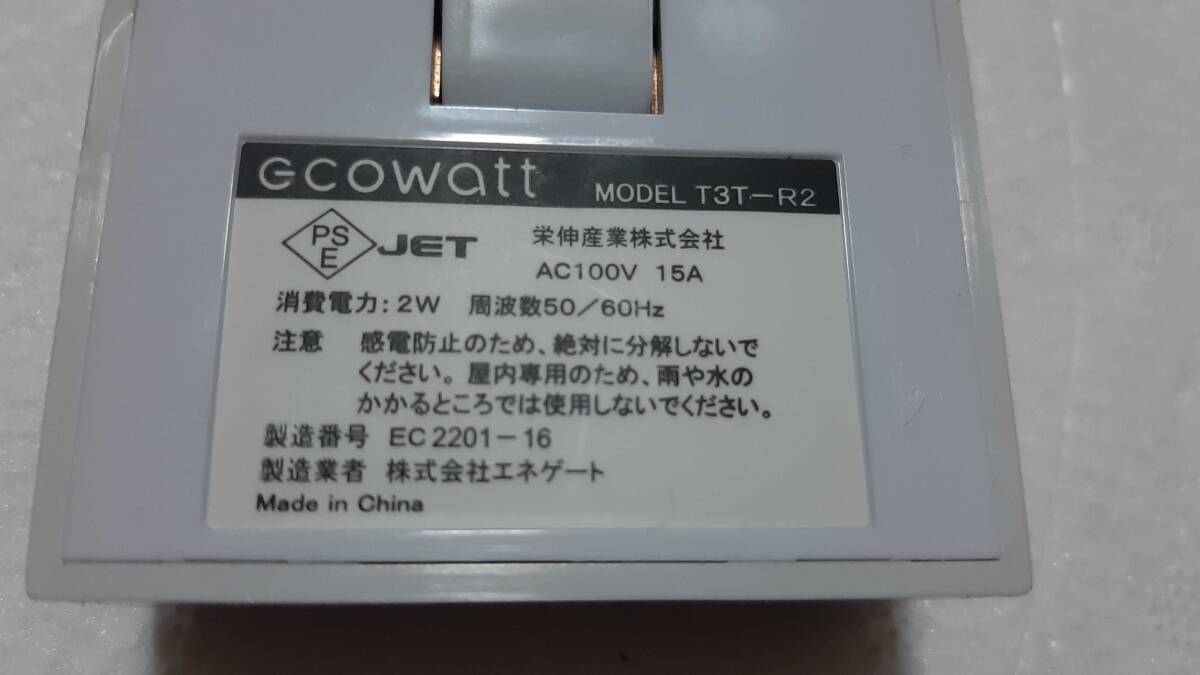 ecowatt MODEL T3T-R2
PS
E
JET 栄伸産業株式会社
AC100V 15A
消費電力:2W 周波数50/60Hz
注意 感電防止のため、絶対に分解しないで
ください。屋内専用のため、雨や水の
かかるところでは使用しないでください。
製造番号 EC2201-16
製造業者 株式会社エネゲート
Made in China